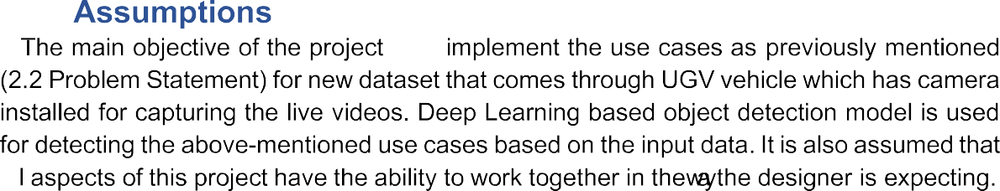 Assumptions
The main objective of the project implement the use cases as previously mentioned
(2.2 Problem Statement) for new dataset that comes through UGV vehicle which has camera
installed for capturing the live videos. Deep Learning based object detection model is used
for detecting the above-mentioned use cases based on the input data. It is also assumed that
l aspects of this project have the ability to work together in the way the designer is expecting.